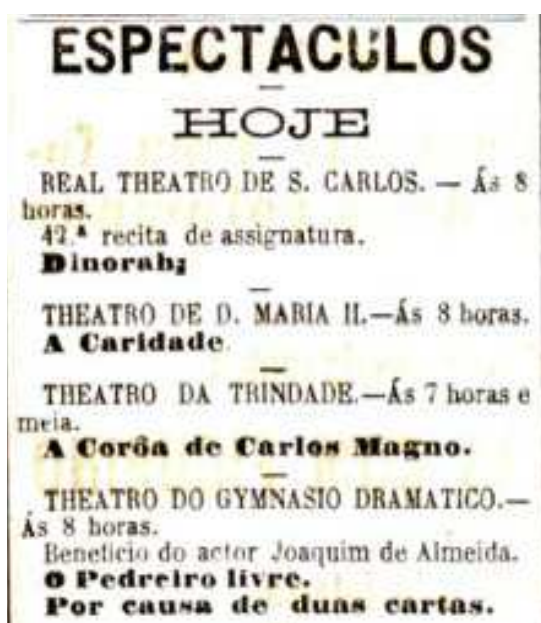 ESPECTACULOS
HOJE
REAL THEATRO DE S. CARLOS. — Ás 8
horas.
42.ª recita de assignatura.
Dinorah;
THEATRO DE D. MARIA II.—Ás 8 horas.
A Caridade.
THEATRO DA TRINDADE.—Ás 7 horas e
meia.
A Corôa de Carlos Magno.
THEATRO DO GYMNASIO DRAMATICO.—
Ás 8 horas.
Beneficio do actor Joaquim de Almeida.
O Pedreiro livre.
Por causa de duas cartas.